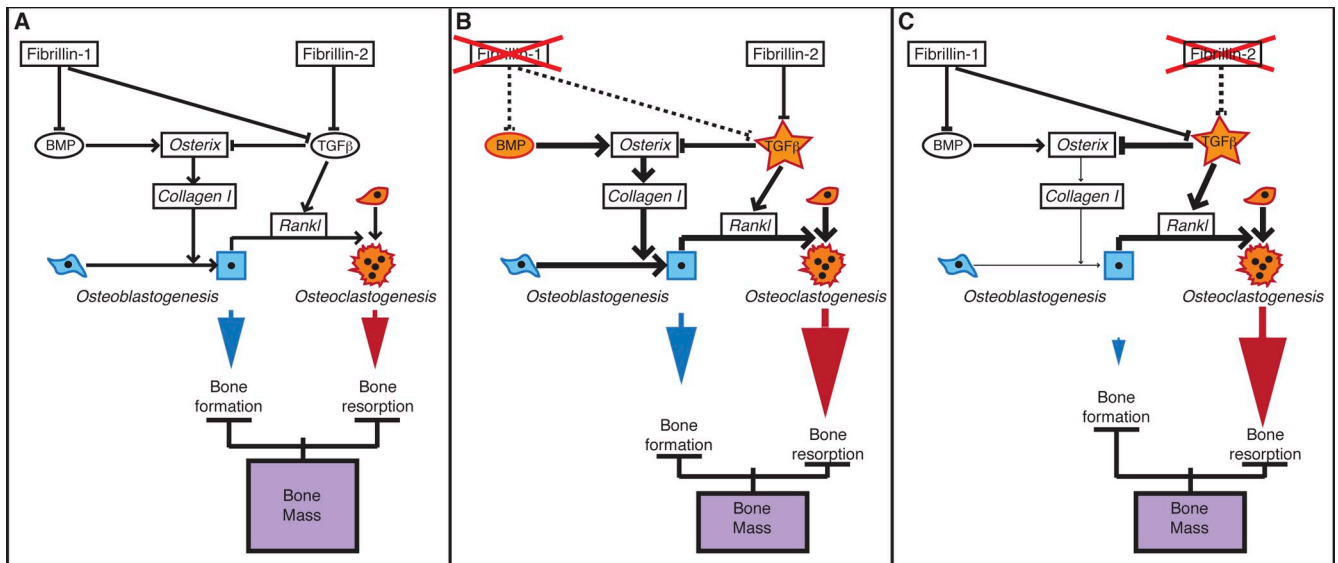 A
Fibrillin-1
Fibrillin-2
BMP
Osterix
TGFβ
Collagen I
Rankl
Osteoblastogenesis
Osteoclastogenesis
Bone
formation
Bone
resorption
Bone
Mass
B
Fibrillin-1
Fibrillin-2
BMP
Osterix
TGFβ
Collagen I
Rankl
Osteoblastogenesis
Osteoclastogenesis
Bone
formation
Bone
resorption
Bone
Mass
C
Fibrillin-1
Fibrillin-2
BMP
Osterix
TGFβ
Collagen I
Rankl
Osteoblastogenesis
Osteoclastogenesis
Bone
formation
Bone
resorption
Bone
Mass